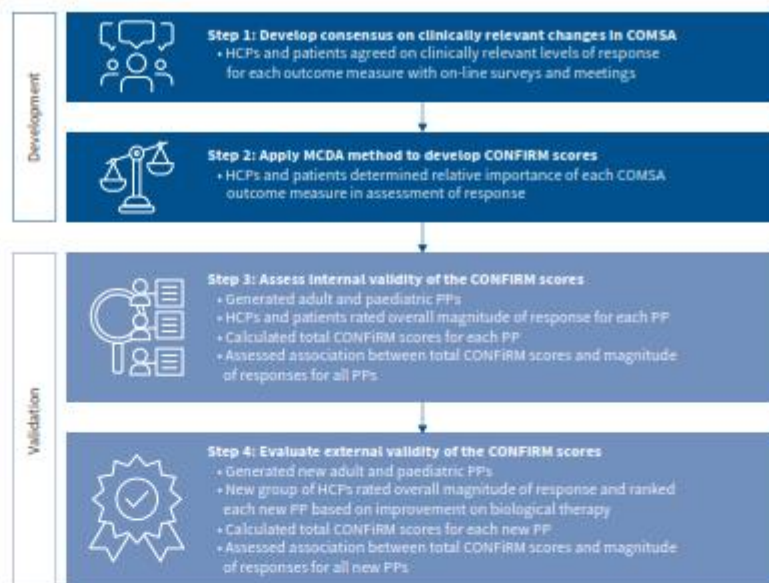 Development
Step 1: Develop consensus on clinically relevant changes in COMSA
• HCPs and patients agreed on clinically relevant levels of response
for each outcome measure with on-line surveys and meetings
Step 2: Apply MCDA method to develop CONFiRM scores
• HCPs and patients determined relative importance of each COMSA
outcome measure in assessment of response
Validation
Step 3: Assess internal validity of the CONFiRM scores
• Generated adult and paediatric PPs
• HCPs and patients rated overall magnitude of response for each PP
• Calculated total CONFiRM scores for each PP
• Assessed association between total CONFiRM scores and magnitude
of responses for all PPs
Step 4: Evaluate external validity of the CONFiRM scores
• Generated new adult and paediatric PPs
• New group of HCPs rated overall magnitude of response and ranked
each new PP based on improvement on biological therapy
• Calculated total CONFiRM scores for each new PP
• Assessed association between total CONFiRM scores and magnitude
of responses for all new PPs